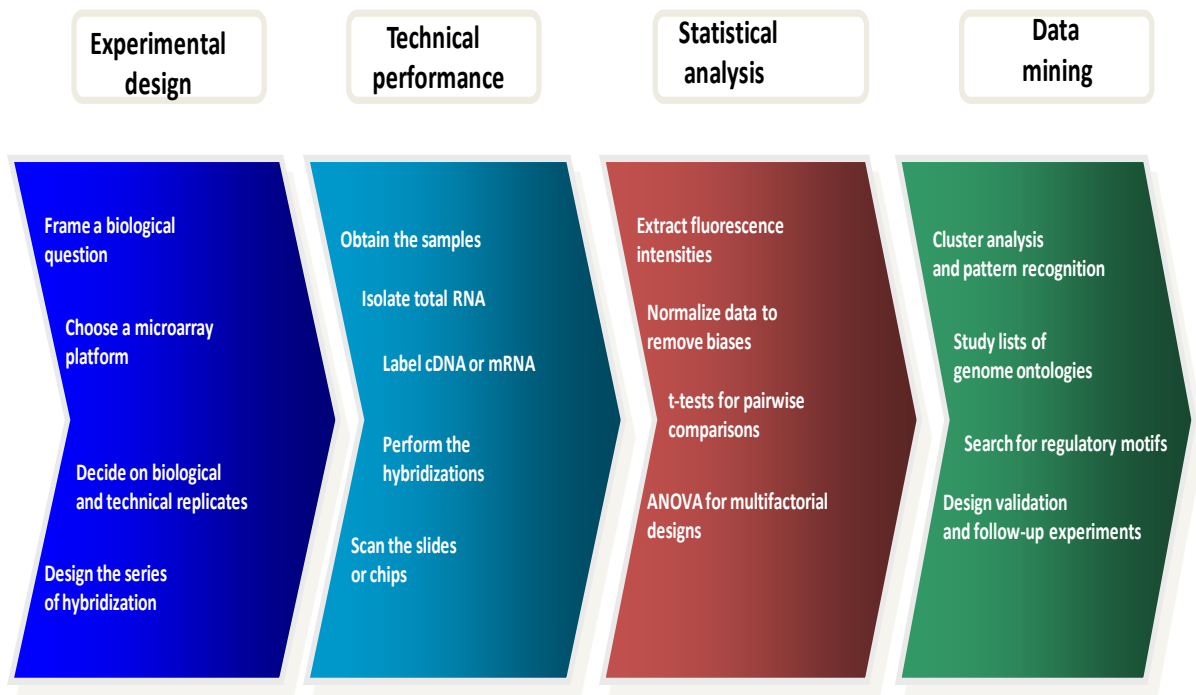 Experimental
design
Technical
performance
Statistical
analysis
Data
mining
Frame a biological
question
Choose a microarray
platform
Decide on biological
and technical replicates
Design the series
of hybridization
Obtain the samples
Isolate total RNA
Label cDNA or mRNA
Perform the
hybridizations
Scan the slides
or chips
Extract fluorescence
intensities
Normalize data to
remove biases
t-tests for pairwise
comparisons
ANOVA for multifactorial
designs
Cluster analysis
and pattern recognition
Study lists of
genome ontologies
Search for regulatory motifs
Design validation
and follow-up experiments